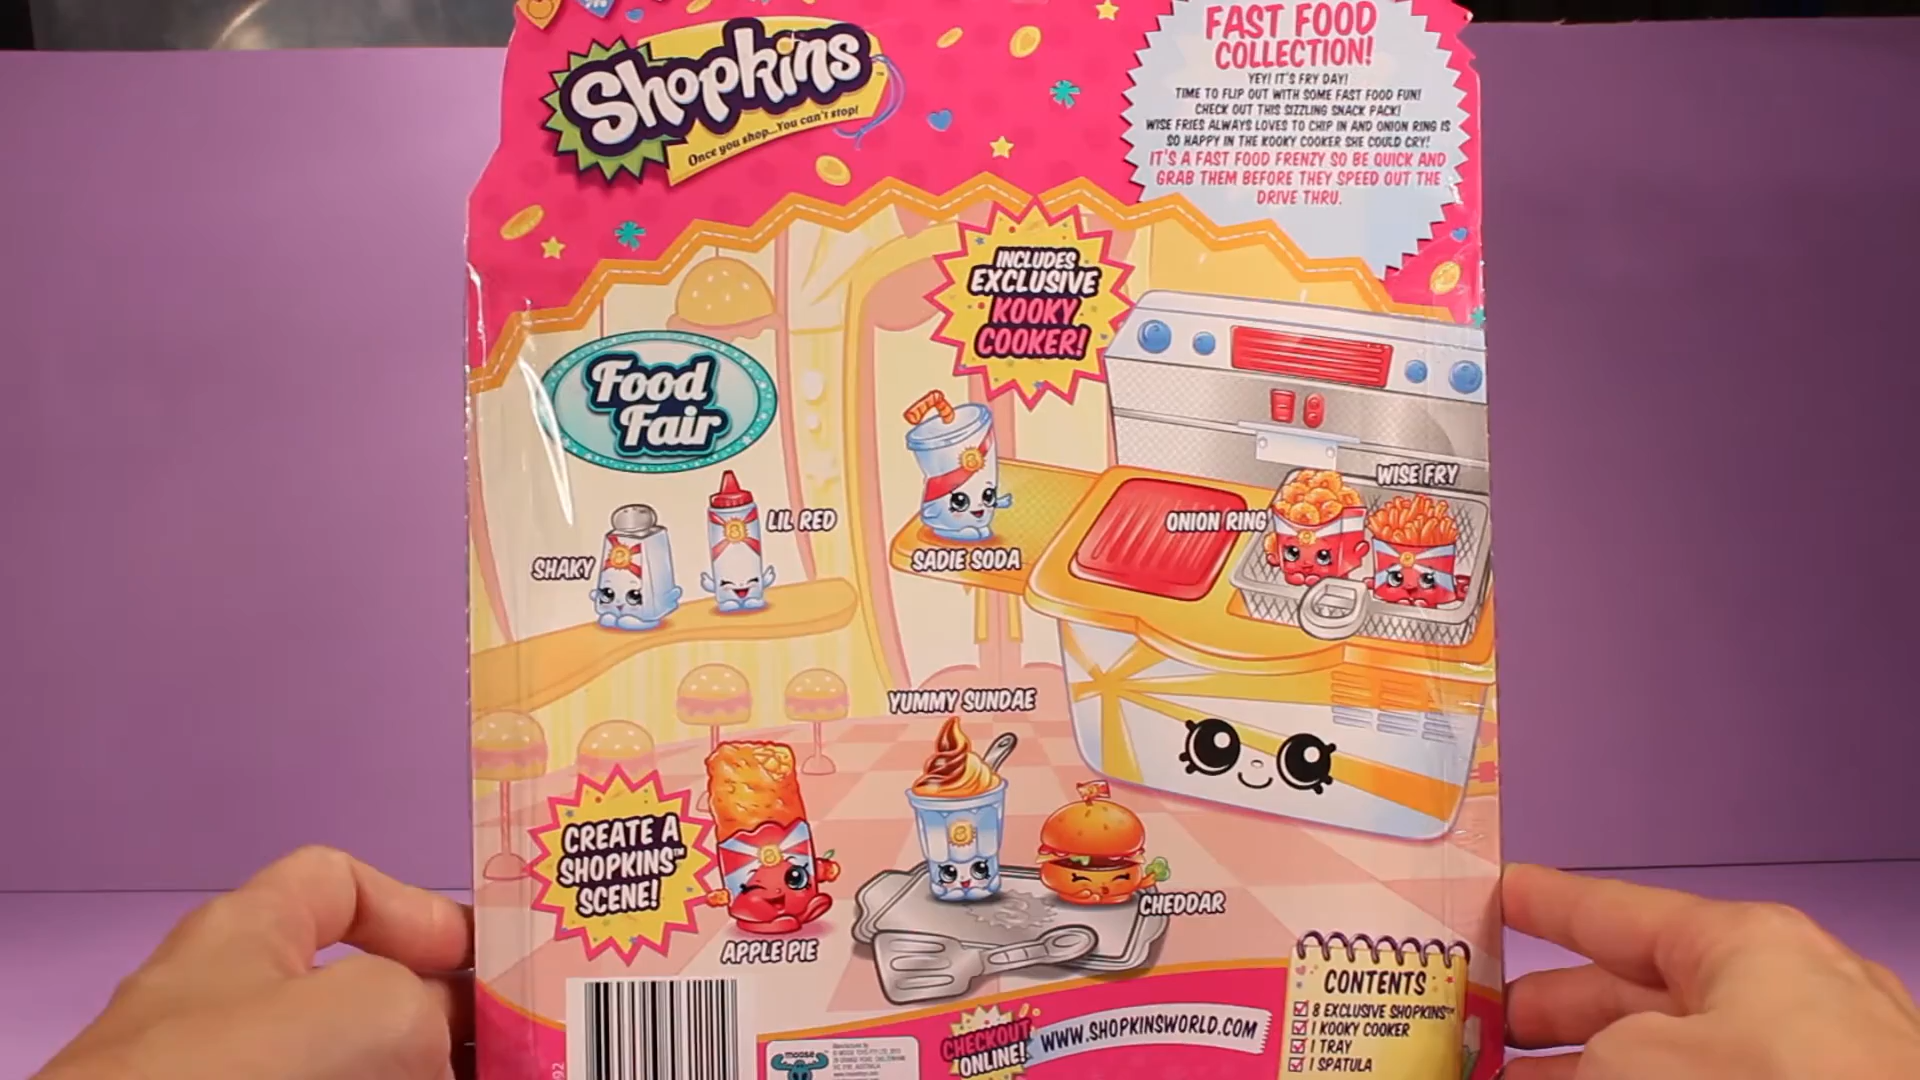 Shopkins™
Once you shop...You can't stop!
FAST FOOD
COLLECTION!
YEY! IT'S FRY DAY!
TIME TO FLIP OUT WITH SOME FAST FOOD FUN!
CHECK OUT THIS SIZZLING SNACK PACK!
WISE FRIES ALWAYS LOVES TO CHIP IN AND ONION RING IS
SO HAPPY IN THE KOOKY COOKER SHE COULD CRY!
IT'S A FAST FOOD FRENZY SO BE QUICK AND
GRAB THEM BEFORE THEY SPEED OUT THE
DRIVE THRU.
INCLUDES
EXCLUSIVE
KOOKY
COOKER!
Food
Fair
SHAKY
LIL RED
SADIE SODA
ONION RING
WISE FRY
YUMMY SUNDAE
CREATE A
SHOPKINS™
SCENE!
APPLE PIE
CHEDDAR
CONTENTS
8 EXCLUSIVE SHOPKINS™
1 KOOKY COOKER
1 TRAY
1 SPATULA
CHECKOUT
ONLINE!
WWW.SHOPKINSWORLD.COM
moose
92